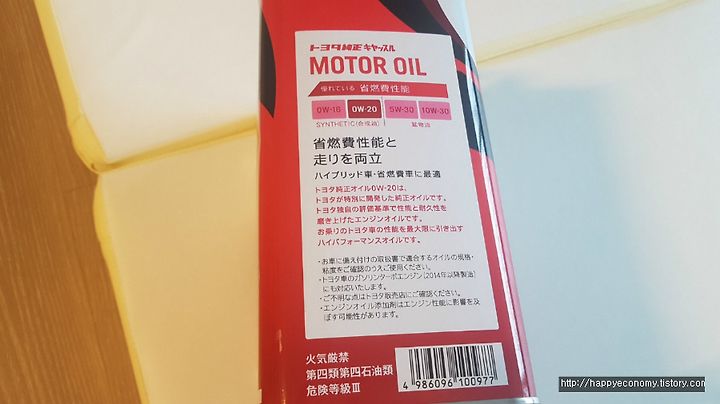 トヨタ純正 キヤッスル
MOTOR OIL
優れている 省燃費性能
0W-16 0W-20 5W-30 10W-30
SYNTHETIC(合成油) 鉱物油
省燃費性能と
走りを両立
ハイブリッド車・省燃費車に最適
トヨタ純正オイル0W-20は、
トヨタが特別に開発した純正オイルです。
トヨタ独自の評価基準で性能と耐久性を
磨き上げたエンジンオイルです。
お乗りのトヨタ車の性能を最大限に引き出す
ハイパフォーマンスオイルです。
・お車に備え付けの取扱書で適合するオイルの規格・
粘度をご確認のうえご使用ください。
・トヨタ車のガソリンターボエンジン(2014年以降製造)
にも対応いたします。
・ご不明な点はトヨタ販売店にご確認ください。
・エンジンオイル添加剤はエンジン性能に影響を及
ぼす可能性があります。
火気厳禁
第四類第四石油類
危険等級Ⅲ
4 986096 100977
http://happyeconomy.tistory.com